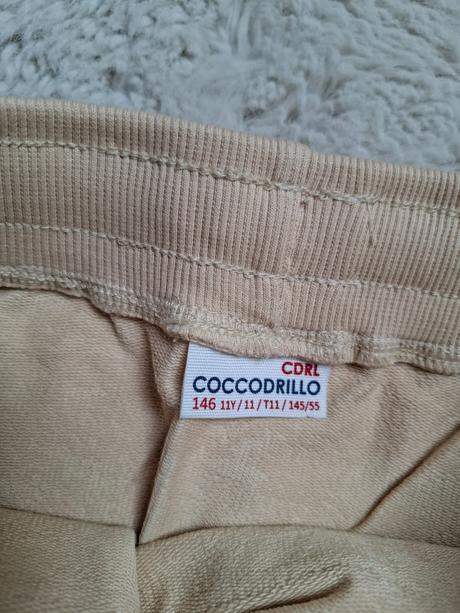 CDRL
COCCODRILLO
146 11Y / 11 / T11 / 145/55